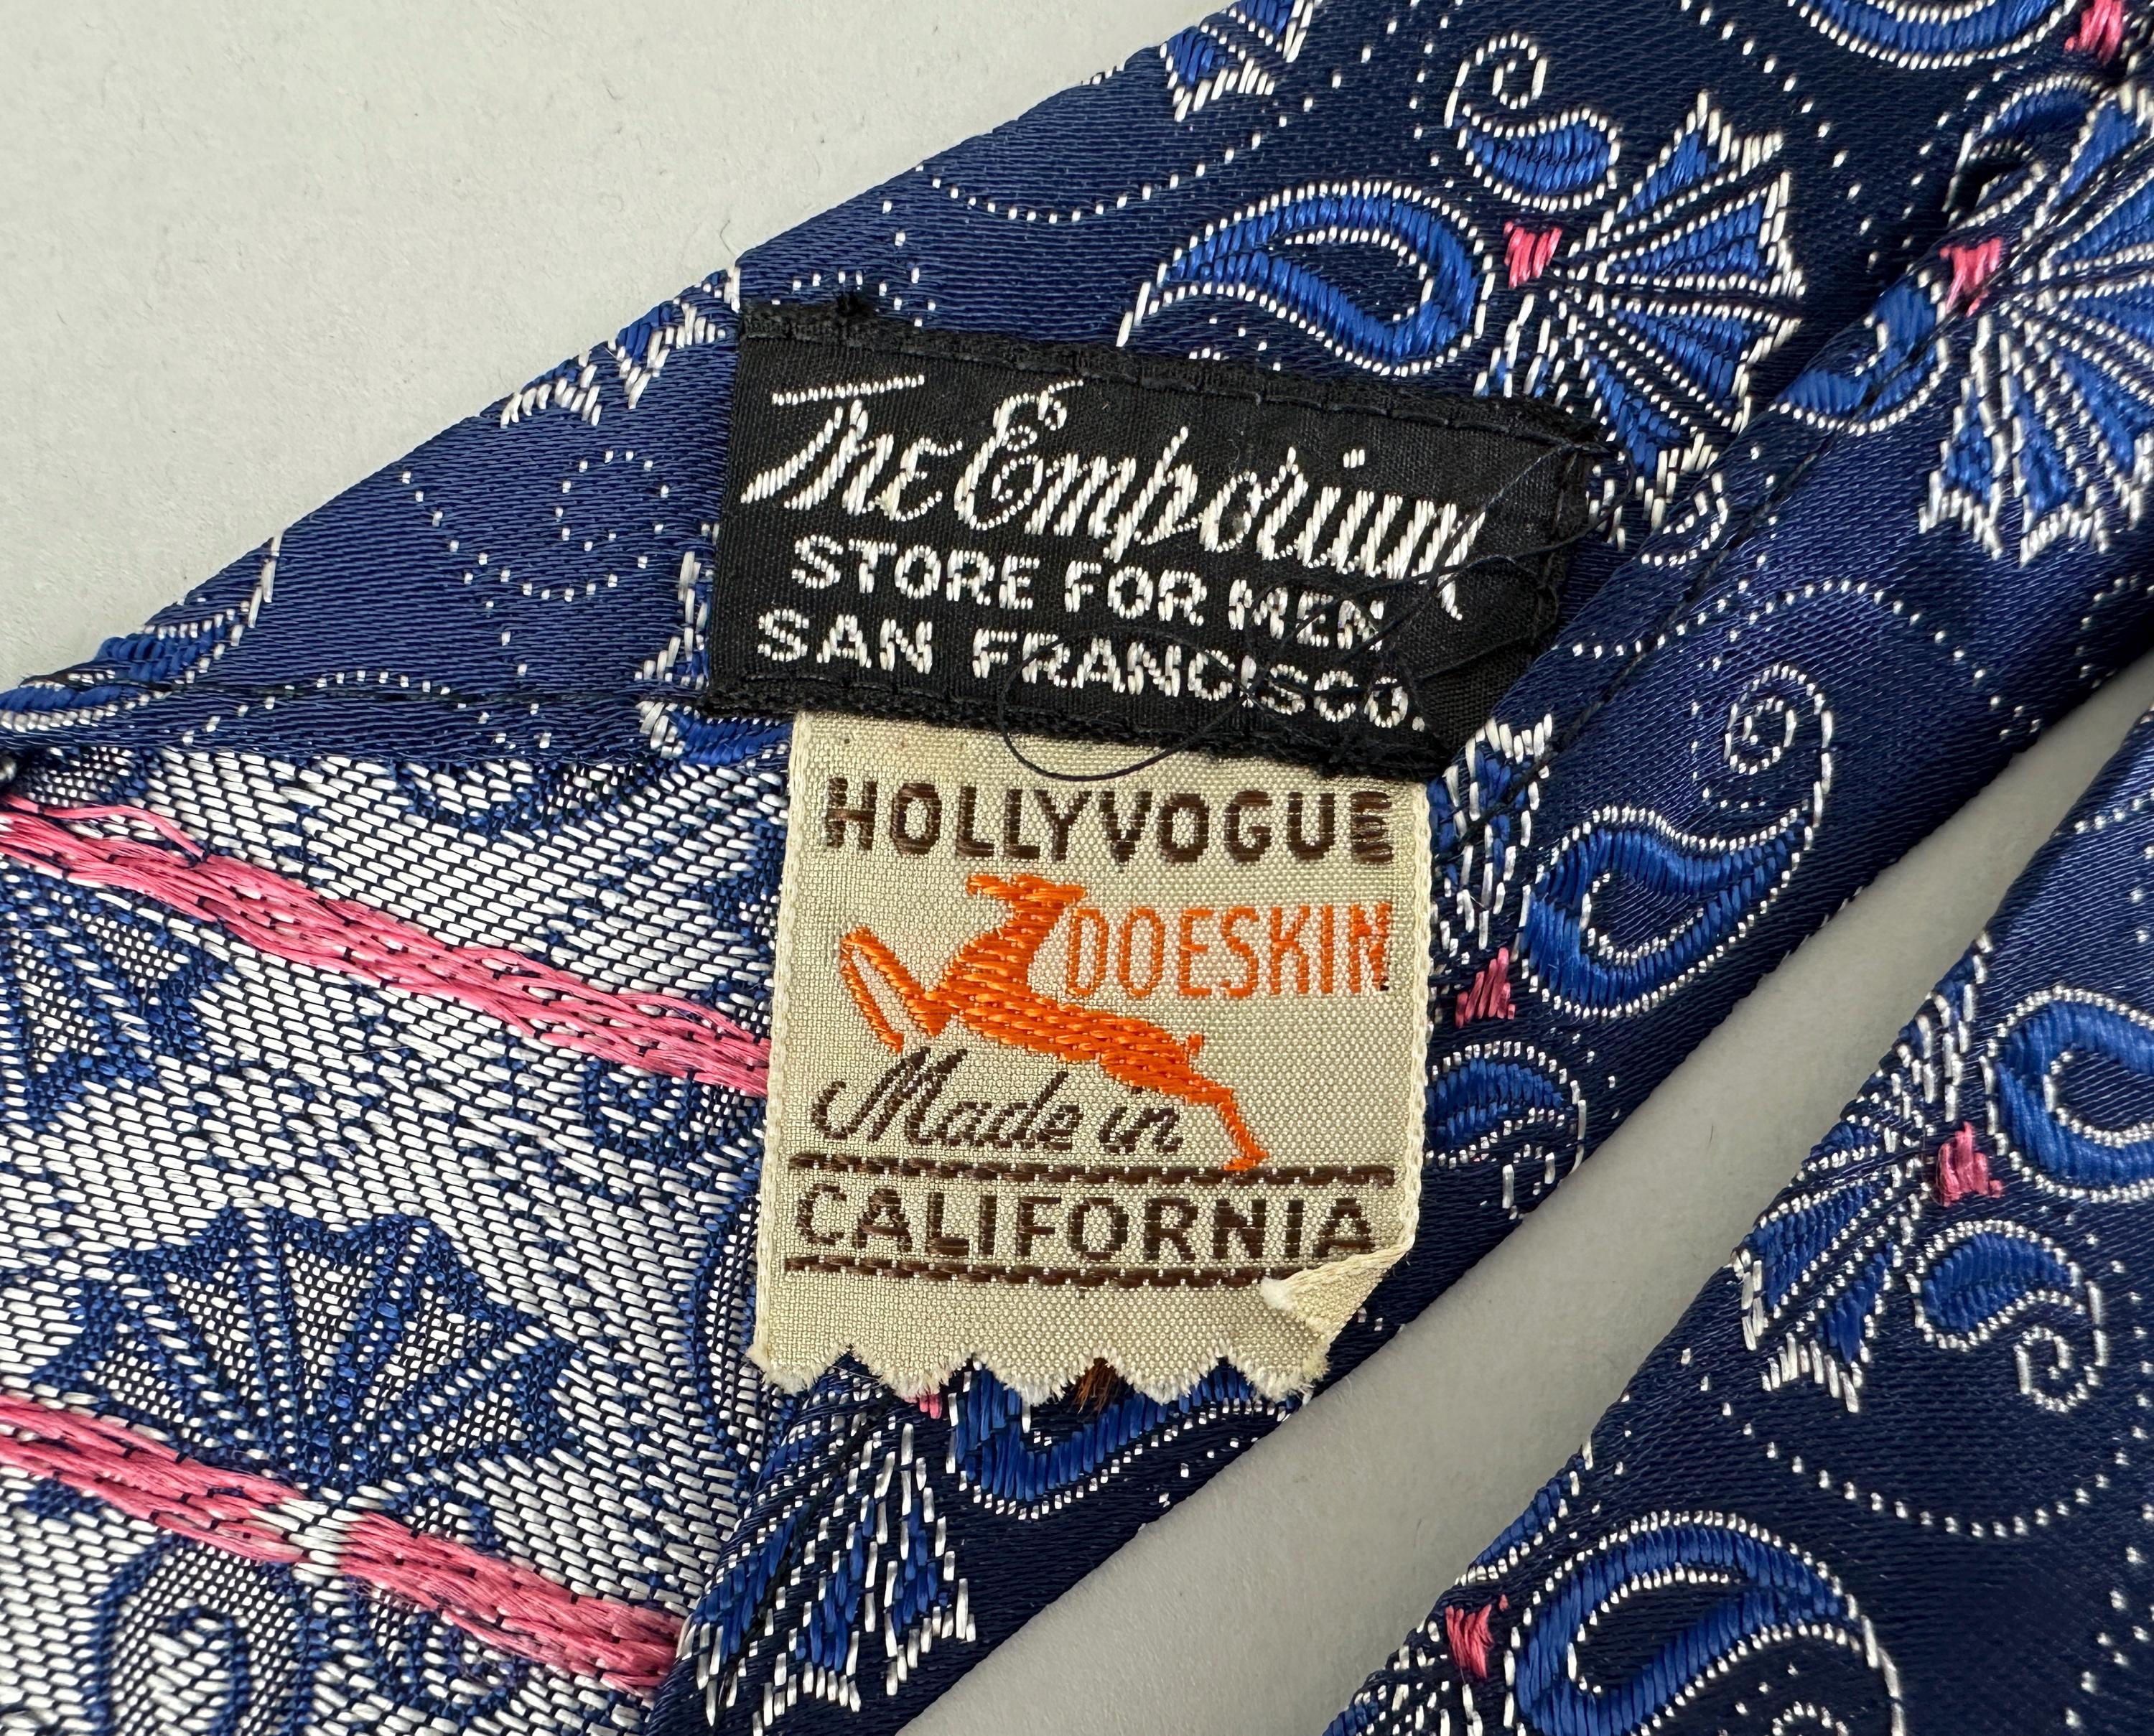 The Emporium
STORE FOR MEN
SAN FRANCISCO.
HOLLYVOGUE
DOESKIN
Made in
CALIFORNIA